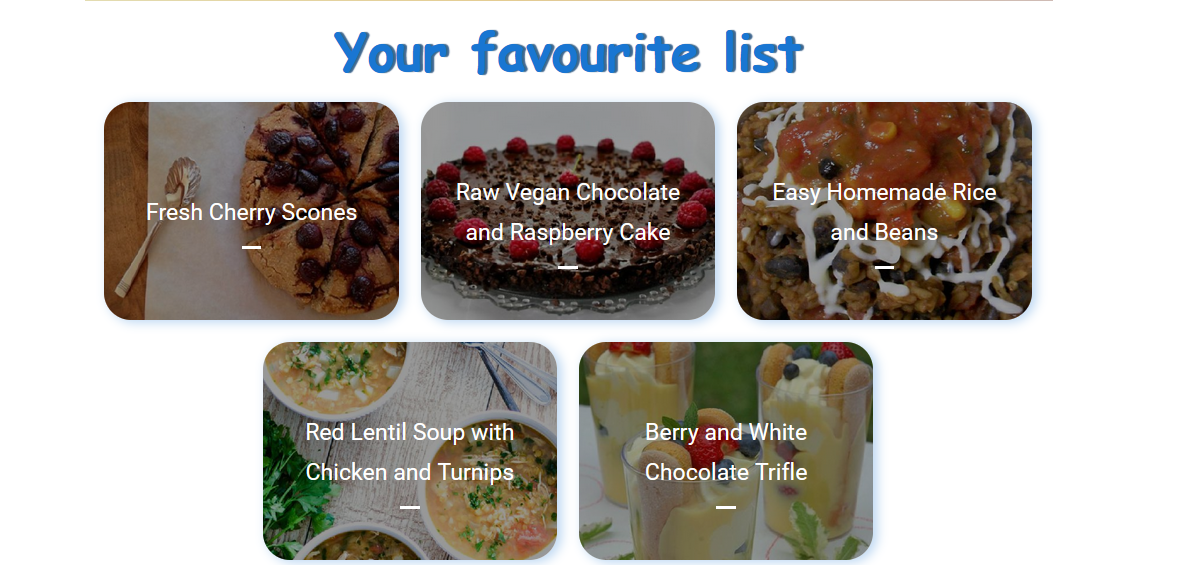 Your favourite list
Fresh Cherry Scones
Raw Vegan Chocolate
and Raspberry Cake
Easy Homemade Rice
and Beans
Red Lentil Soup with
Chicken and Turnips
Berry and White
Chocolate Trifle